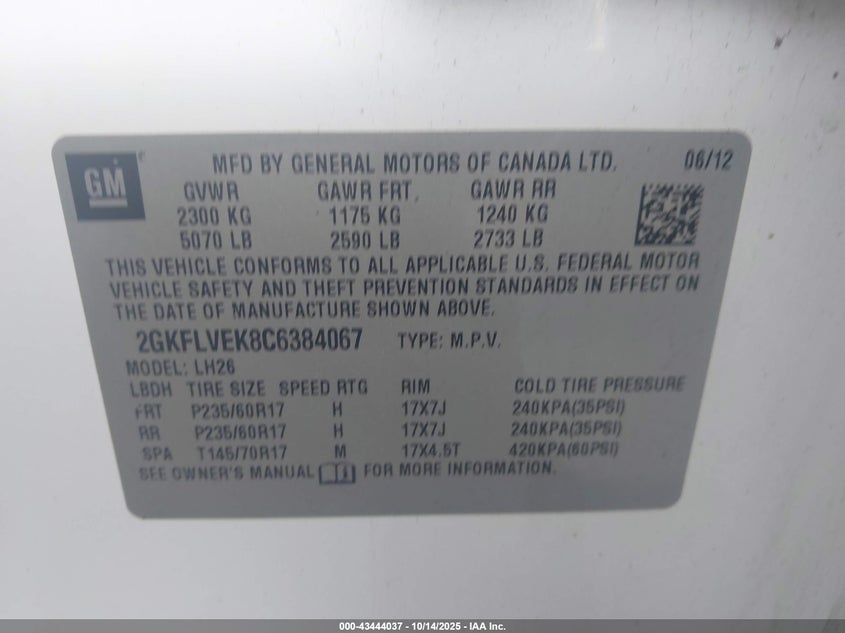 GM
MFD BY GENERAL MOTORS OF CANADA LTD. 06/12
GVWR GAWR FRT. GAWR RR
2300 KG 1175 KG 1240 KG
5070 LB 2590 LB 2733 LB
THIS VEHICLE CONFORMS TO ALL APPLICABLE U.S. FEDERAL MOTOR
VEHICLE SAFETY AND THEFT PREVENTION STANDARDS IN EFFECT ON
THE DATE OF MANUFACTURE SHOWN ABOVE.
2GKFLVEK8C6384067 TYPE: M.P.V.
MODEL: LH26
LBDH TIRE SIZE SPEED RTG RIM COLD TIRE PRESSURE
FRT P235/60R17 H 17X7J 240KPA(35PSI)
RR P235/60R17 H 17X7J 240KPA(35PSI)
SPA T145/70R17 M 17X4.5T 420KPA(60PSI)
SEE OWNER'S MANUAL FOR MORE INFORMATION.
000-43444037 - 10/14/2025 - IAA Inc.